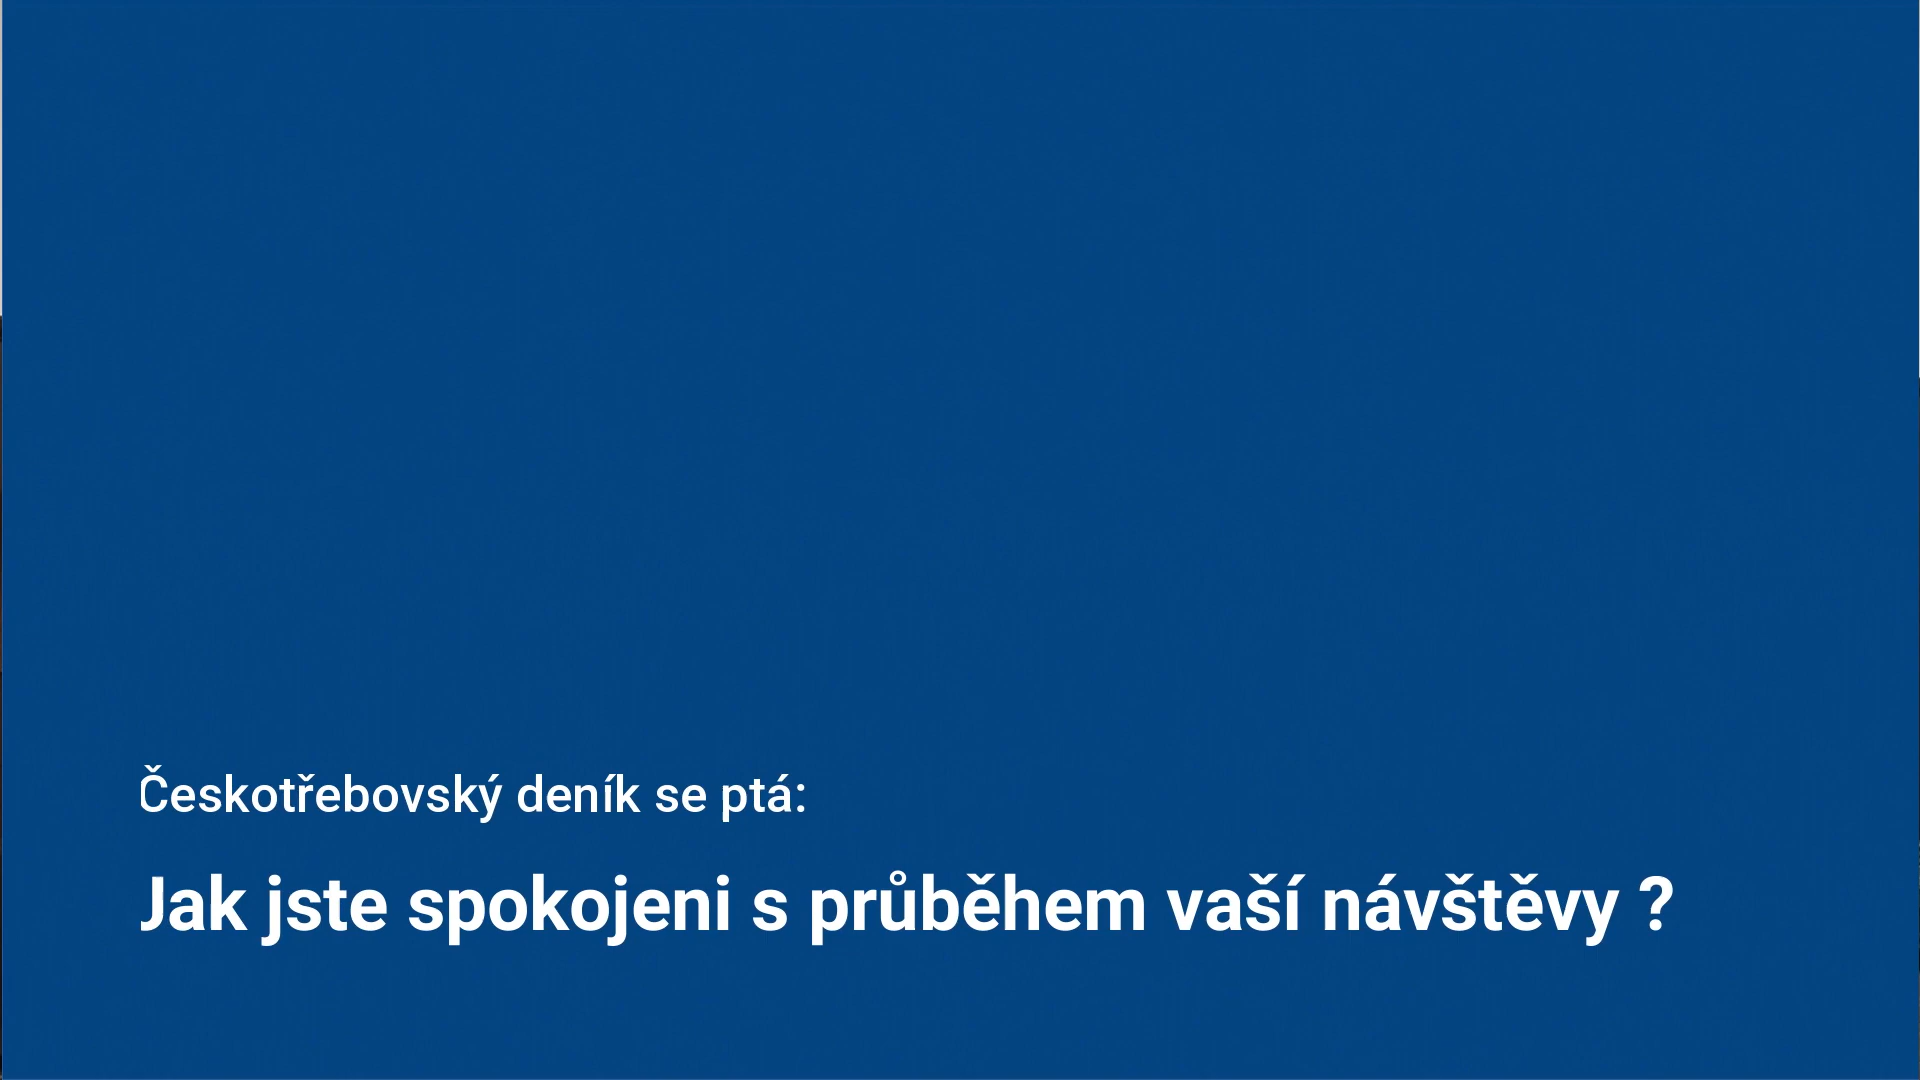 Českotřebovský deník se ptá:
Jak jste spokojeni s průběhem vaší návštěvy ?